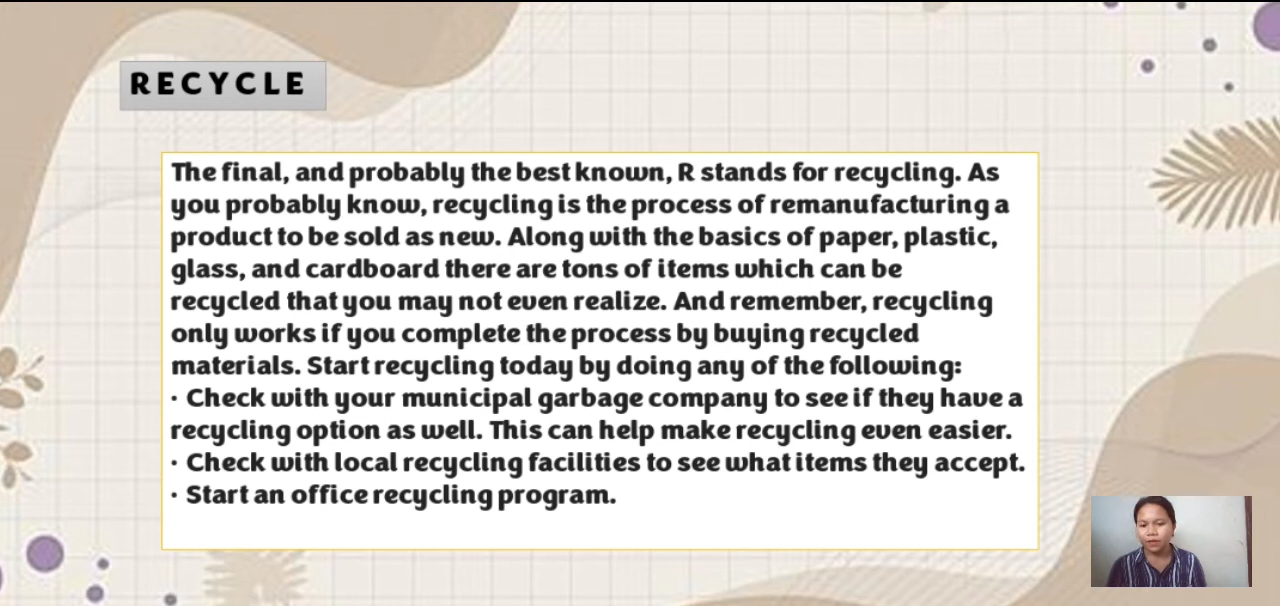 RECYCLE
The final, and probably the best known, R stands for recycling. As
you probably know, recycling is the process of remanufacturing a
product to be sold as new. Along with the basics of paper, plastic,
glass, and cardboard there are tons of items which can be
recycled that you may not even realize. And remember, recycling
only works if you complete the process by buying recycled
materials. Start recycling today by doing any of the following:
• Check with your municipal garbage company to see if they have a
recycling option as well. This can help make recycling even easier.
• Check with local recycling facilities to see what items they accept.
• Start an office recycling program.